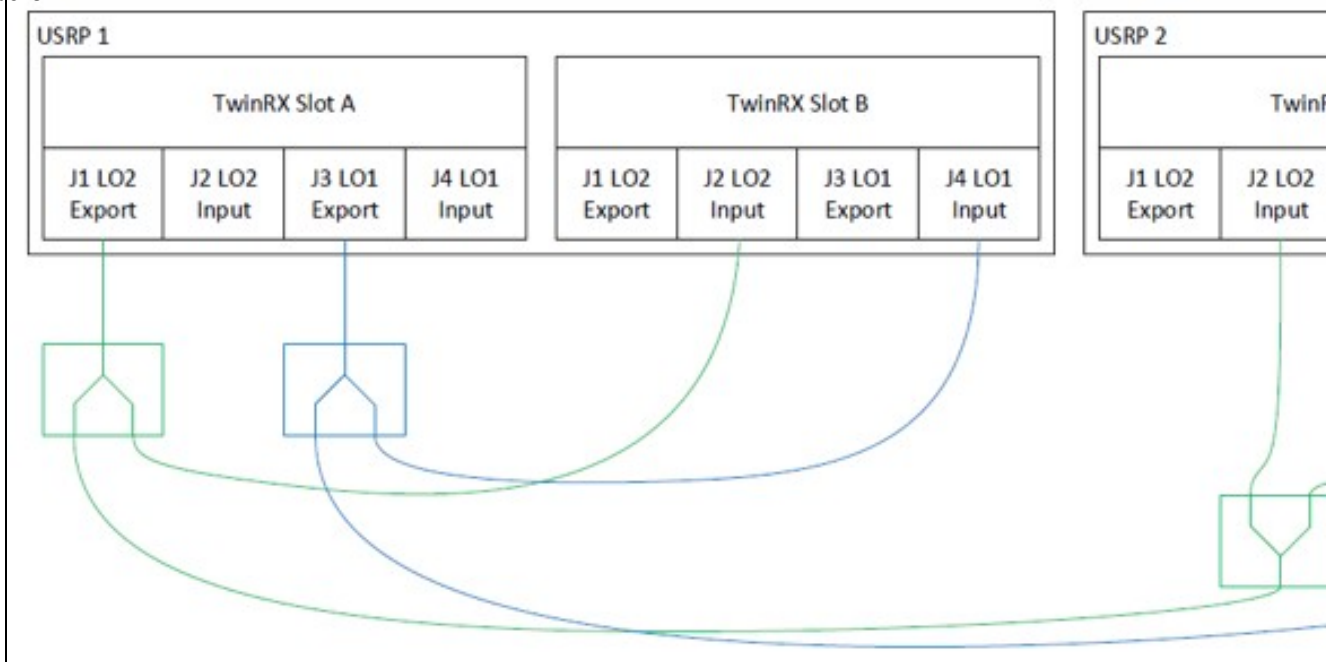 USRP 1
TwinRX Slot A
J1 LO2
Export
J2 LO2
Input
J3 LO1
Export
J4 LO1
Input
TwinRX Slot B
J1 LO2
Export
J2 LO2
Input
J3 LO1
Export
J4 LO1
Input
USRP 2
J1 LO2
Export
J2 LO2
Input